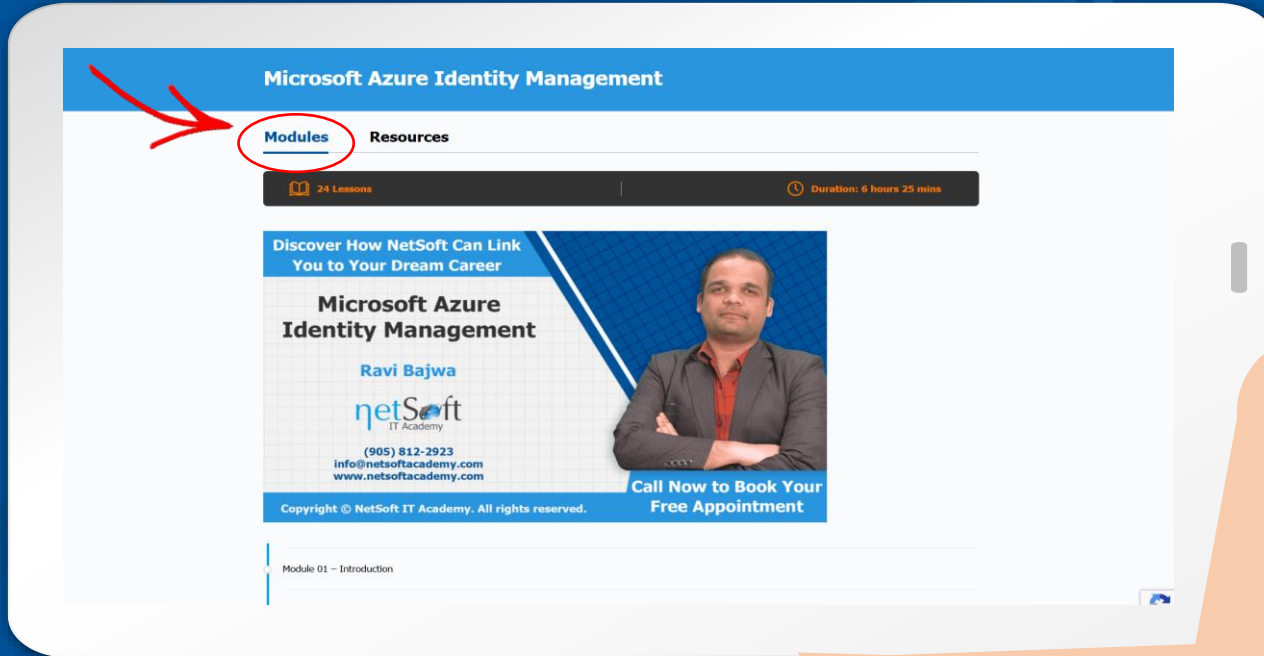 Microsoft Azure Identity Management
Modules
Resources
24 Lessons
Duration: 6 hours 25 mins
Discover How NetSoft Can Link
You to Your Dream Career
Microsoft Azure
Identity Management
Ravi Bajwa
netSoft
IT Academy
(905) 812-2923
info@netsoftacademy.com
www.netsoftacademy.com
Call Now to Book Your
Free Appointment
Copyright © NetSoft IT Academy. All rights reserved.
Module 01 – Introduction